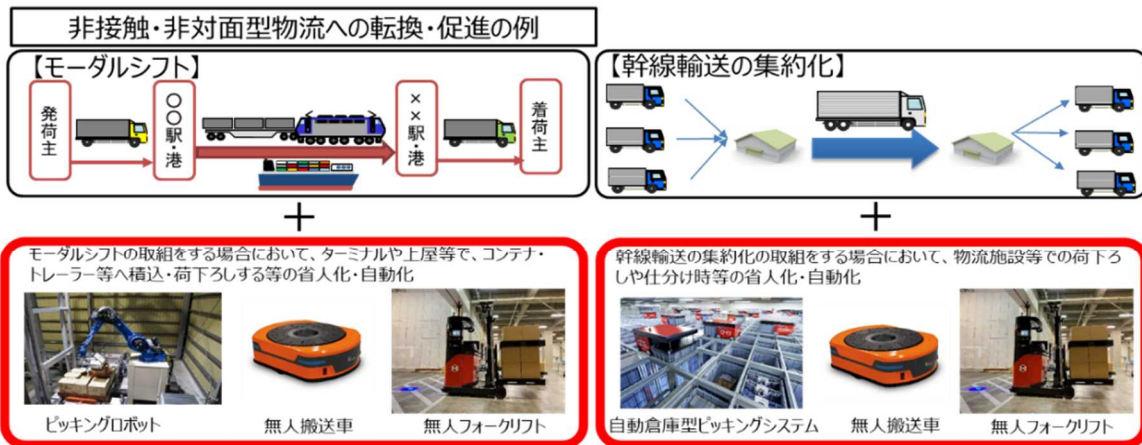 非接触・非対面型物流への転換・促進の例
【モーダルシフト】
発荷主
〇〇駅・港
××駅・港
着荷主
【幹線輸送の集約化】
+
+
モーダルシフトの取組をする場合において、ターミナルや上屋等で、コンテナ・
トレーラー等へ積込・荷下ろしする等の省人化・自動化
ピッキングロボット
無人搬送車
無人フォークリフト
幹線輸送の集約化の取組をする場合において、物流施設等での荷下ろ
しや仕分け時等の省人化・自動化
自動倉庫型ピッキングシステム
無人搬送車
無人フォークリフト